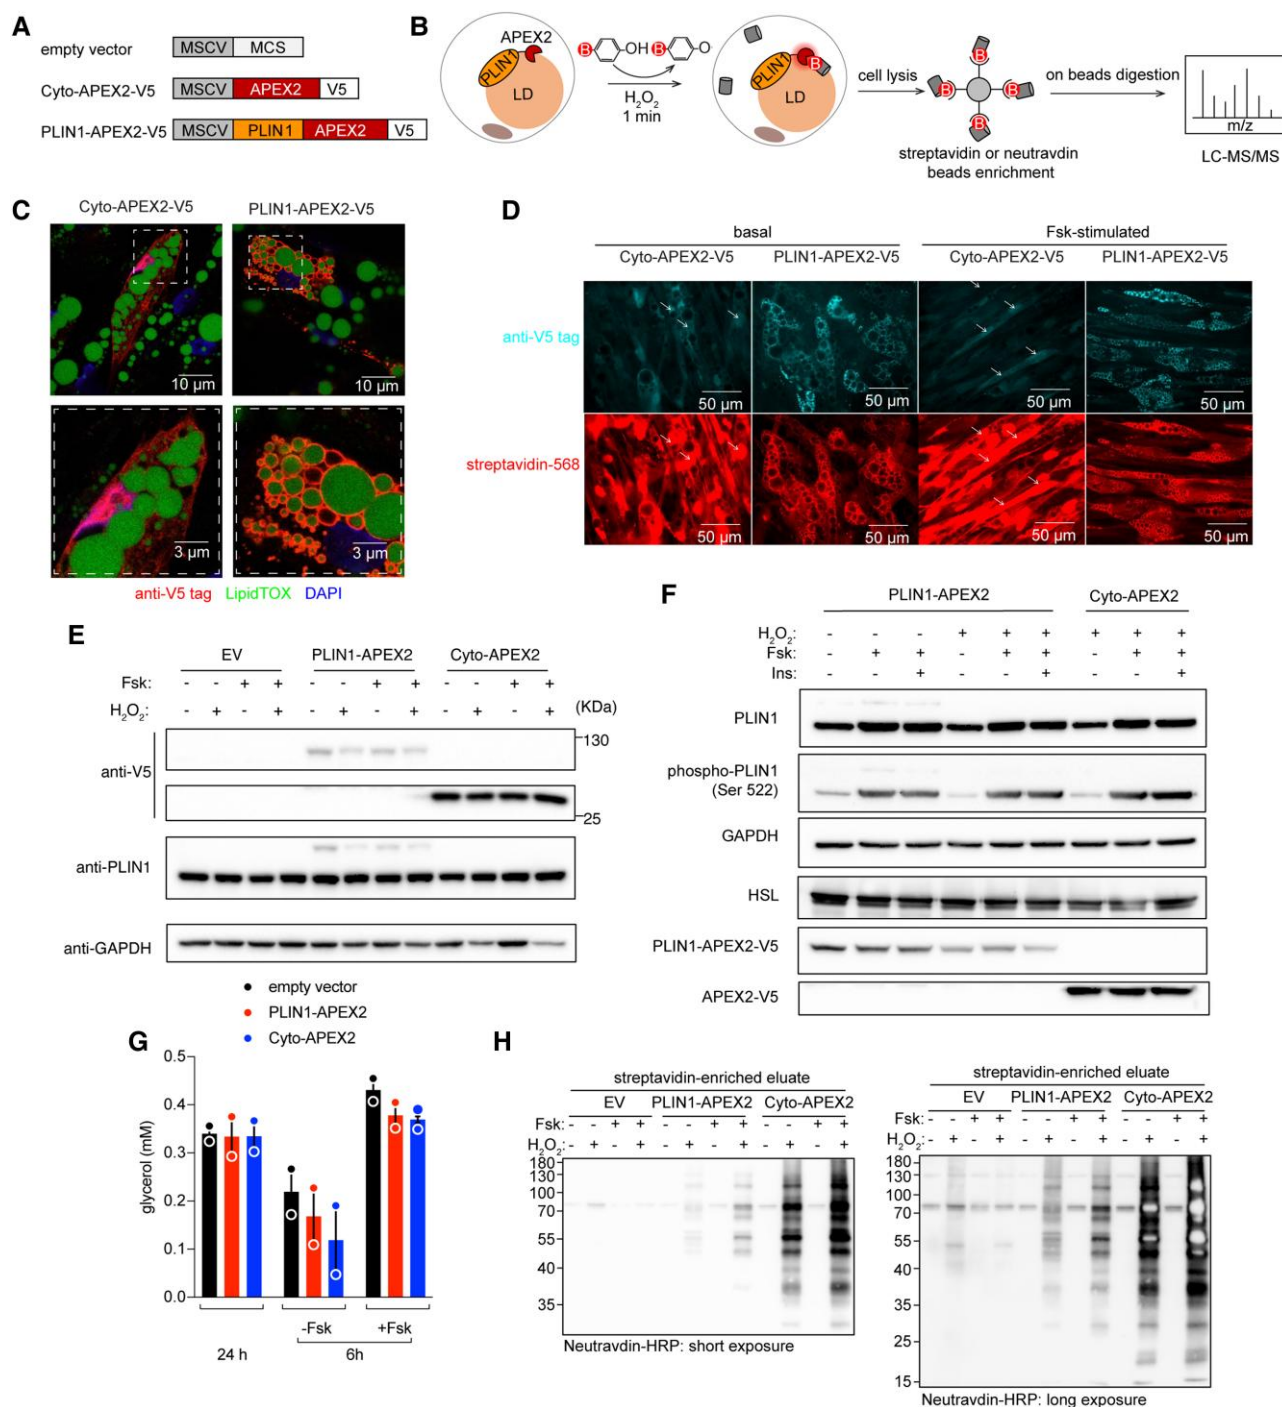 A
empty vector
MSCV MCS
Cyto-APEX2-V5
MSCV APEX2 V5
PLIN1-APEX2-V5
MSCV PLIN1 APEX2 V5
B
APEX2
PLIN1
LD
B OH B O·
H₂O₂
1 min
PLIN1
B
LD
cell lysis
B
B B
B
streptavidin or neutravdin
beads enrichment
on beads digestion
m/z
LC-MS/MS
C
Cyto-APEX2-V5 PLIN1-APEX2-V5
10 µm 10 µm
3 µm 3 µm
anti-V5 tag LipidTOX DAPI
D
basal Fsk-stimulated
Cyto-APEX2-V5 PLIN1-APEX2-V5 Cyto-APEX2-V5 PLIN1-APEX2-V5
anti-V5 tag
50 µm 50 µm 50 µm 50 µm
streptavidin-568
50 µm 50 µm 50 µm 50 µm
E
EV PLIN1-APEX2 Cyto-APEX2
Fsk: - - + + - - + + - - + +
H₂O₂: - + - + - + - + - + - + (KDa)
anti-V5
130
25
anti-PLIN1
anti-GAPDH
F
PLIN1-APEX2 Cyto-APEX2
H₂O₂: - - - + + + + + +
Fsk: - + + - + + - + +
Ins: - - + - - + - - +
PLIN1
phospho-PLIN1
(Ser 522)
GAPDH
HSL
PLIN1-APEX2-V5
APEX2-V5
G
empty vector
PLIN1-APEX2
Cyto-APEX2
glycerol (mM)
0.5
0.4
0.3
0.2
0.1
0.0
-Fsk +Fsk
24 h 6h
H
streptavidin-enriched eluate
EV PLIN1-APEX2 Cyto-APEX2
Fsk: - - + + - - + + - - + +
H₂O₂: - + - + - + - + - + - +
180
130
100
70
55
40
35
Neutravdin-HRP: short exposure
streptavidin-enriched eluate
EV PLIN1-APEX2 Cyto-APEX2
Fsk: - - + + - - + + - - + +
H₂O₂: - + - + - + - + - + - +
180
130
100
70
55
40
35
25
15
Neutravdin-HRP: long exposure